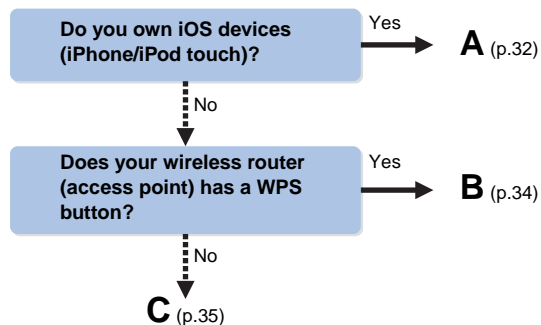 Do you own iOS devices
(iPhone/iPod touch)?
Yes
A (p.32)
No
Does your wireless router
(access point) has a WPS
button?
Yes
B (p.34)
No
C (p.35)